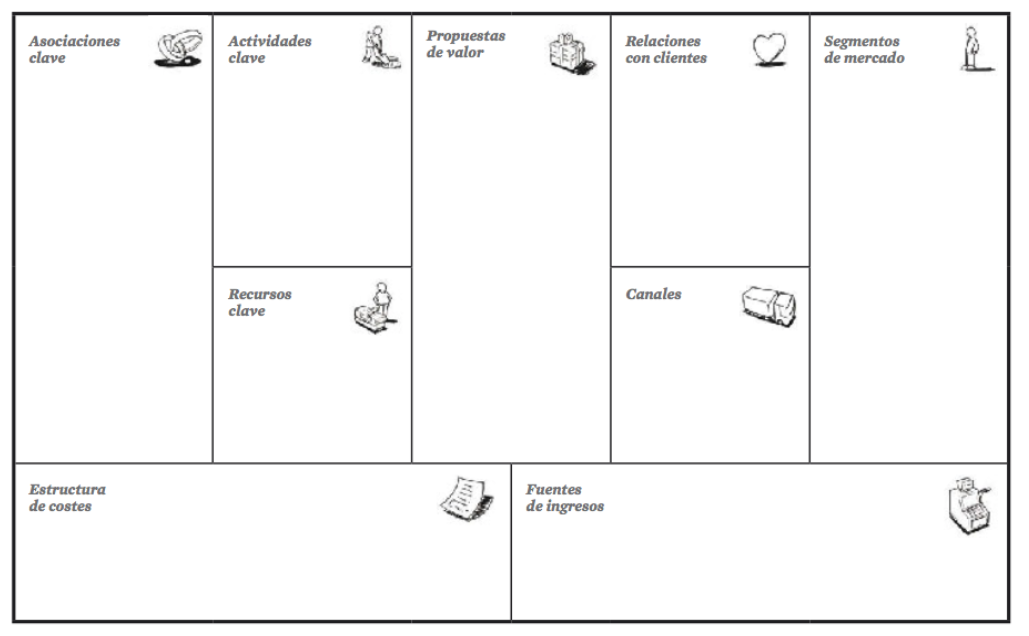 Asociaciones
clave
Actividades
clave
Propuestas
de valor
Relaciones
con clientes
Segmentos
de mercado
Recursos
clave
Canales
Estructura
de costes
Fuentes
de ingresos